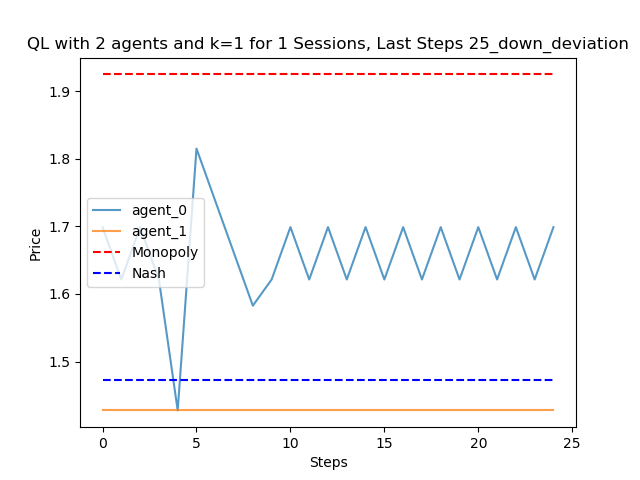 QL with 2 agents and k=1 for 1 Sessions, Last Steps 25_down_deviation
Price
1.9
1.8
1.7
1.6
1.5
agent_0
agent_1
Monopoly
Nash
0 5 10 15 20 25
Steps